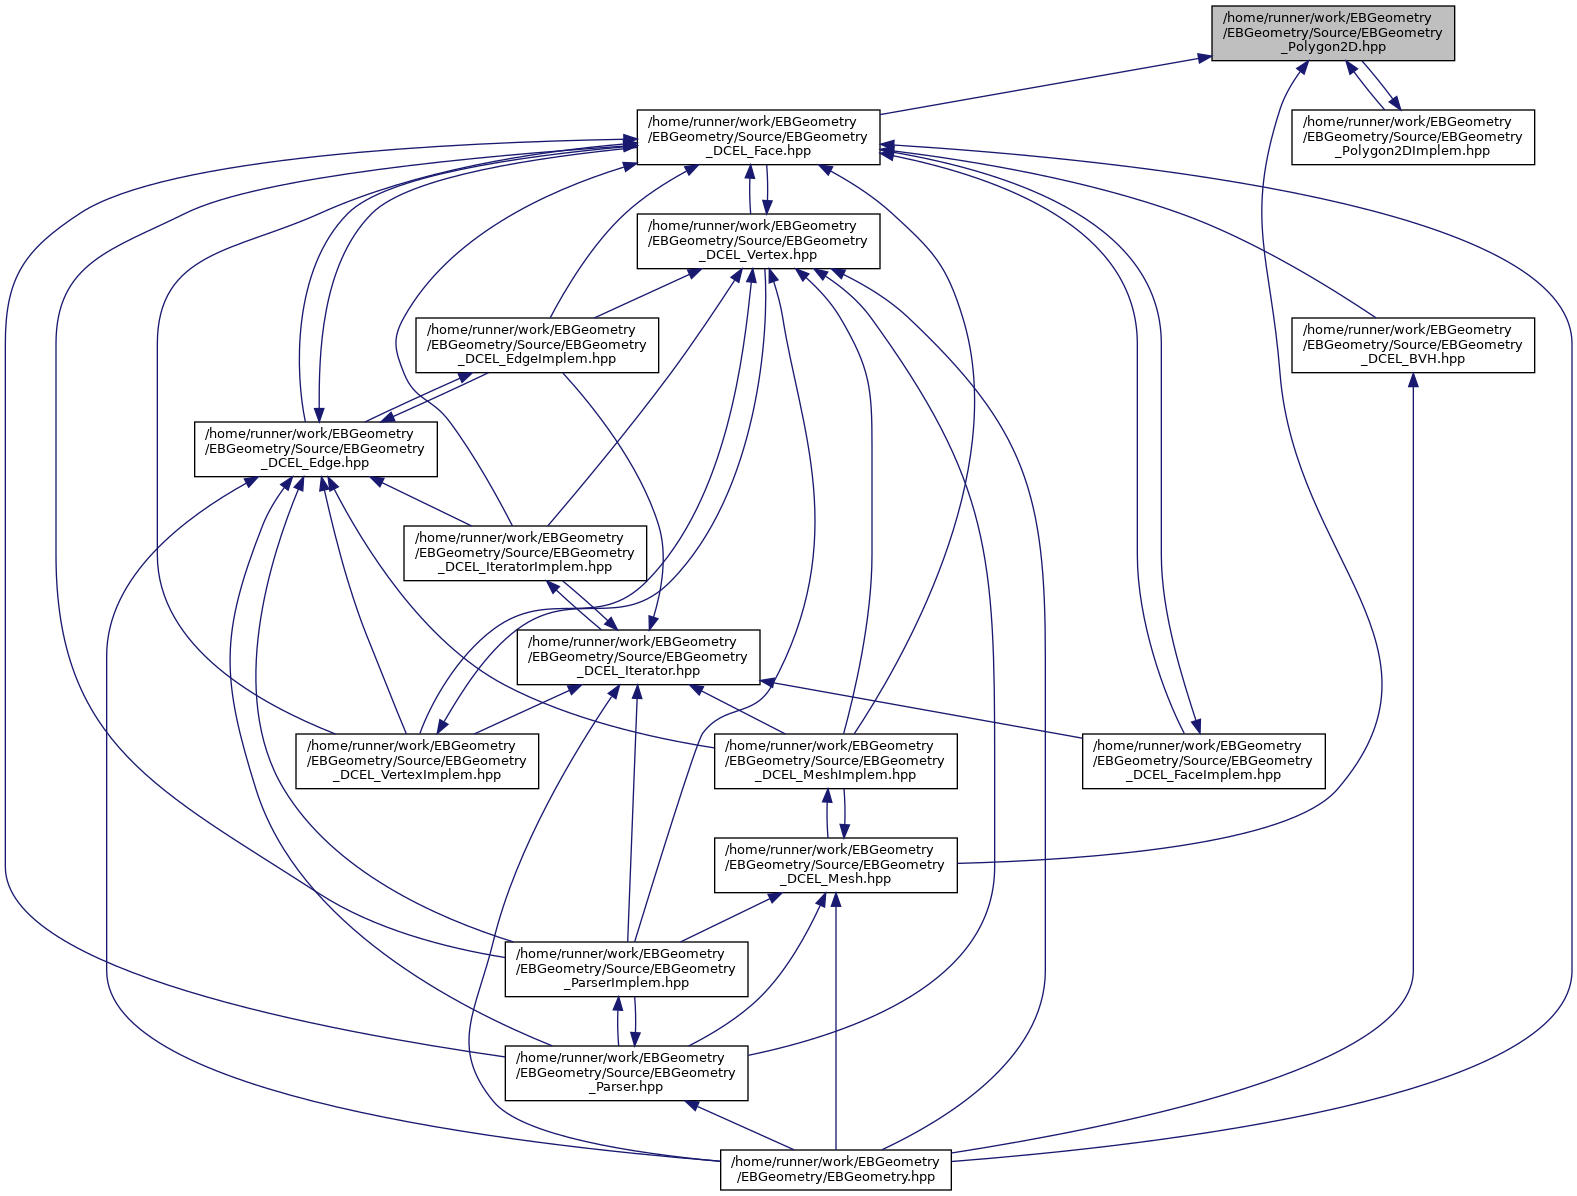 /home/runner/work/EBGeometry
/EBGeometry/Source/EBGeometry
_Polygon2D.hpp
/home/runner/work/EBGeometry
/EBGeometry/Source/EBGeometry
_DCEL_Face.hpp
/home/runner/work/EBGeometry
/EBGeometry/Source/EBGeometry
_Polygon2DImplem.hpp
/home/runner/work/EBGeometry
/EBGeometry/Source/EBGeometry
_DCEL_Vertex.hpp
/home/runner/work/EBGeometry
/EBGeometry/Source/EBGeometry
_DCEL_EdgeImplem.hpp
/home/runner/work/EBGeometry
/EBGeometry/Source/EBGeometry
_DCEL_BVH.hpp
/home/runner/work/EBGeometry
/EBGeometry/Source/EBGeometry
_DCEL_Edge.hpp
/home/runner/work/EBGeometry
/EBGeometry/Source/EBGeometry
_DCEL_IteratorImplem.hpp
/home/runner/work/EBGeometry
/EBGeometry/Source/EBGeometry
_DCEL_Iterator.hpp
/home/runner/work/EBGeometry
/EBGeometry/Source/EBGeometry
_DCEL_VertexImplem.hpp
/home/runner/work/EBGeometry
/EBGeometry/Source/EBGeometry
_DCEL_MeshImplem.hpp
/home/runner/work/EBGeometry
/EBGeometry/Source/EBGeometry
_DCEL_FaceImplem.hpp
/home/runner/work/EBGeometry
/EBGeometry/Source/EBGeometry
_DCEL_Mesh.hpp
/home/runner/work/EBGeometry
/EBGeometry/Source/EBGeometry
_ParserImplem.hpp
/home/runner/work/EBGeometry
/EBGeometry/Source/EBGeometry
_Parser.hpp
/home/runner/work/EBGeometry
/EBGeometry/EBGeometry.hpp